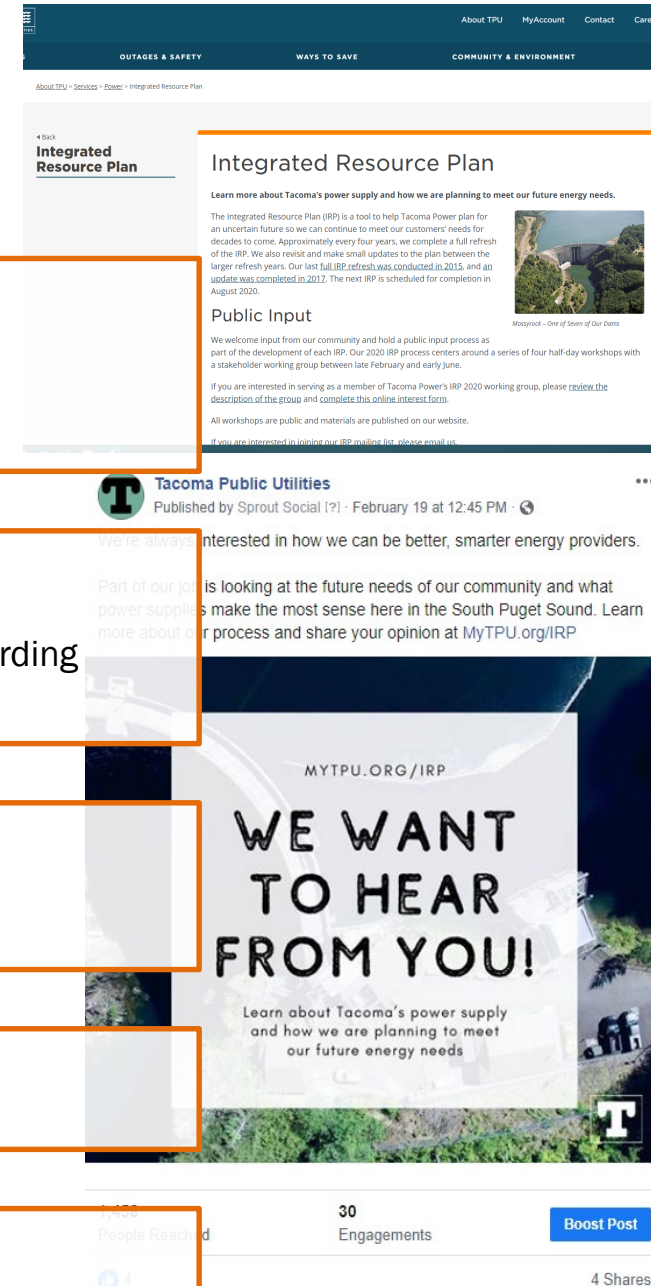 About TPU MyAccount Contact Care
OUTAGES & SAFETY WAYS TO SAVE COMMUNITY & ENVIRONMENT
About TPU > Services > Power > Integrated Resource Plan
Back
Integrated
Resource Plan
Integrated Resource Plan
Learn more about Tacoma's power supply and how we are planning to meet our future energy needs.
The Integrated Resource Plan (IRP) is a tool to help Tacoma Power plan for
an uncertain future so we can continue to meet our customers' needs for
decades to come. Approximately every four years, we complete a full refresh
of the IRP. We also revisit and make small updates to the plan between the
larger refresh years. Our last full IRP refresh was conducted in 2015, and an
update was completed in 2017. The next IRP is scheduled for completion in
August 2020.
Mossyrock – One of Seven of Our Dams
Public Input
We welcome input from our community and hold a public input process as
part of the development of each IRP. Our 2020 IRP process centers around a series of four half-day workshops with
a stakeholder working group between late February and early June.
If you are interested in serving as a member of Tacoma Power's IRP 2020 working group, please review the
description of the group and complete this online interest form.
All workshops are public and materials are published on our website.
If you are interested in joining our IRP mailing list, please email us.
Tacoma Public Utilities
Published by Sprout Social [?] · February 19 at 12:45 PM ·
We're always interested in how we can be better, smarter energy providers.
.
Part of our job is looking at the future needs of our community and what
power supplies make the most sense here in the South Puget Sound. Learn
more about our process and share your opinion at MyTPU.org/IRP
rding
MYTPU.ORG/IRP
WE WANT
TO HEAR
FROM YOU!
Learn about Tacoma's power supply
and how we are planning to meet
our future energy needs
T
30
People Reached Engagements Boost Post
4 4 Shares